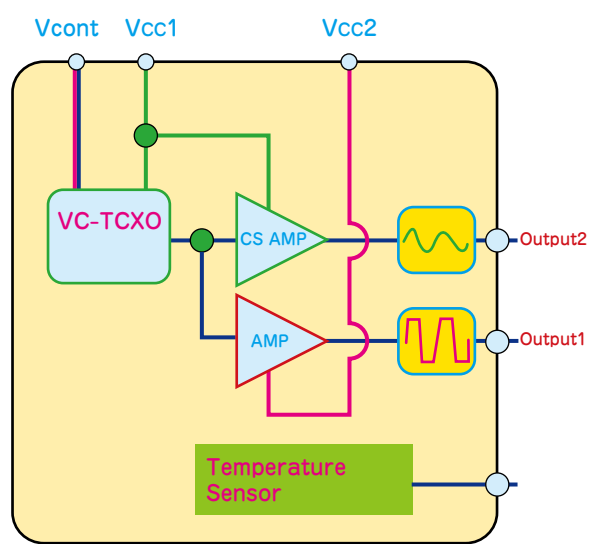 Vcont VCC1 VCC2
VC-TCXO
CS AMP
Output2
AMP
Output1
Temperature
Sensor